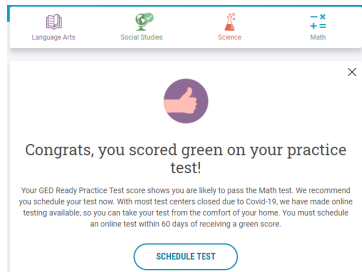 Language Arts Social Studies Science Math
Congrats, you scored green on your practice
test!
Your GED Ready Practice Test score shows you are likely to pass the Math test. We recommend
you schedule your test now. With most test centers closed due to Covid-19, we have made online
testing available, so you can take your test from the comfort of your home. You must schedule
an online test within 60 days of receiving a green score.
SCHEDULE TEST